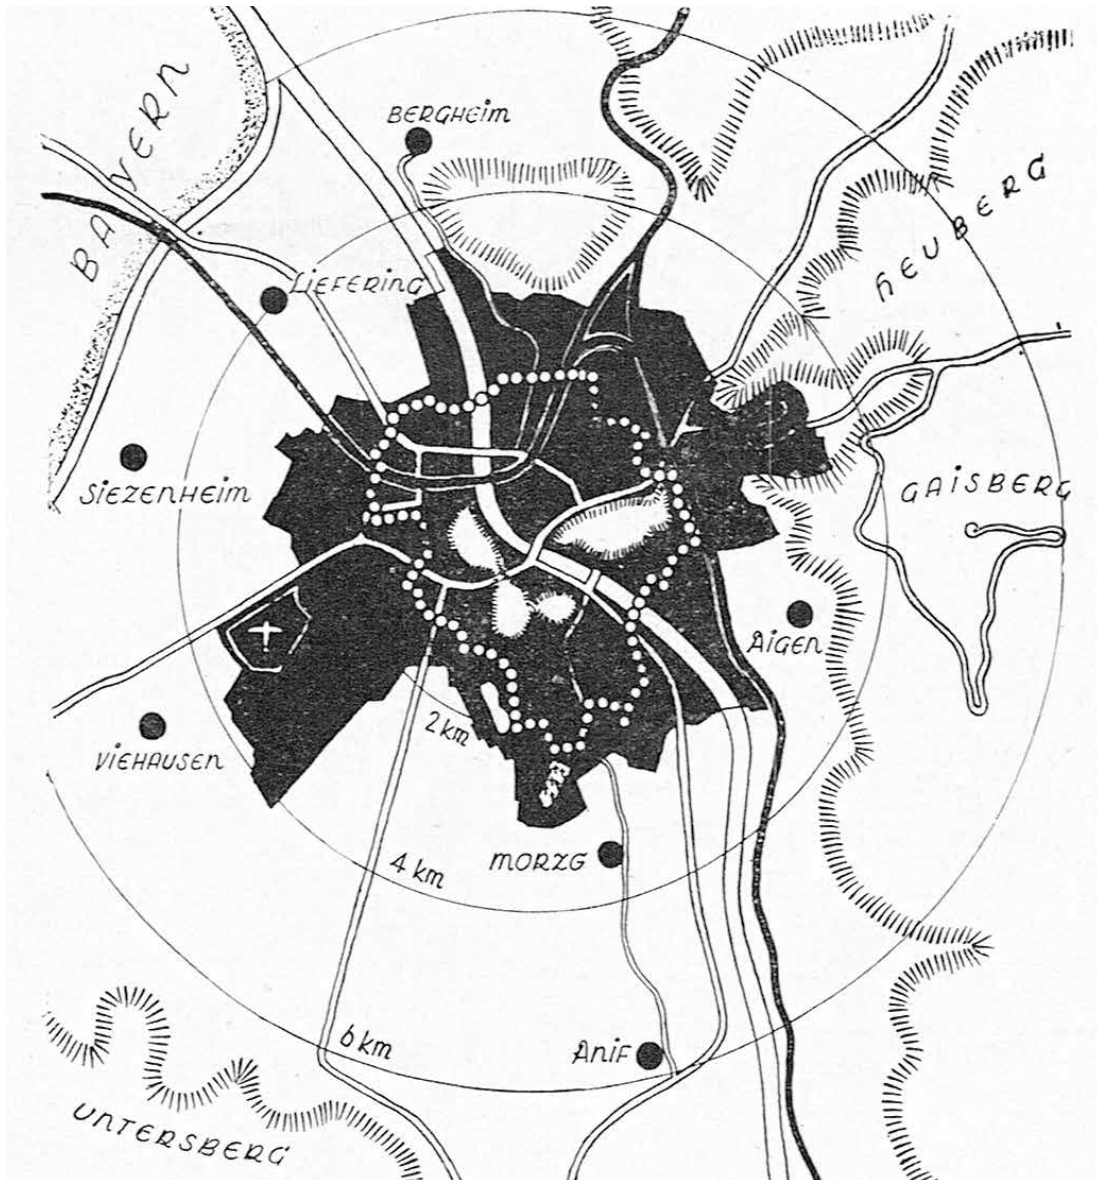 BAYERN
BERGHEIM
HEUBERG
LIEFERING
SIEZENHEIM
GAISBERG
AIGEN
2 km
VIEHAUSEN
MORZG
4 km
6 km
ANIF
UNTERSBERG